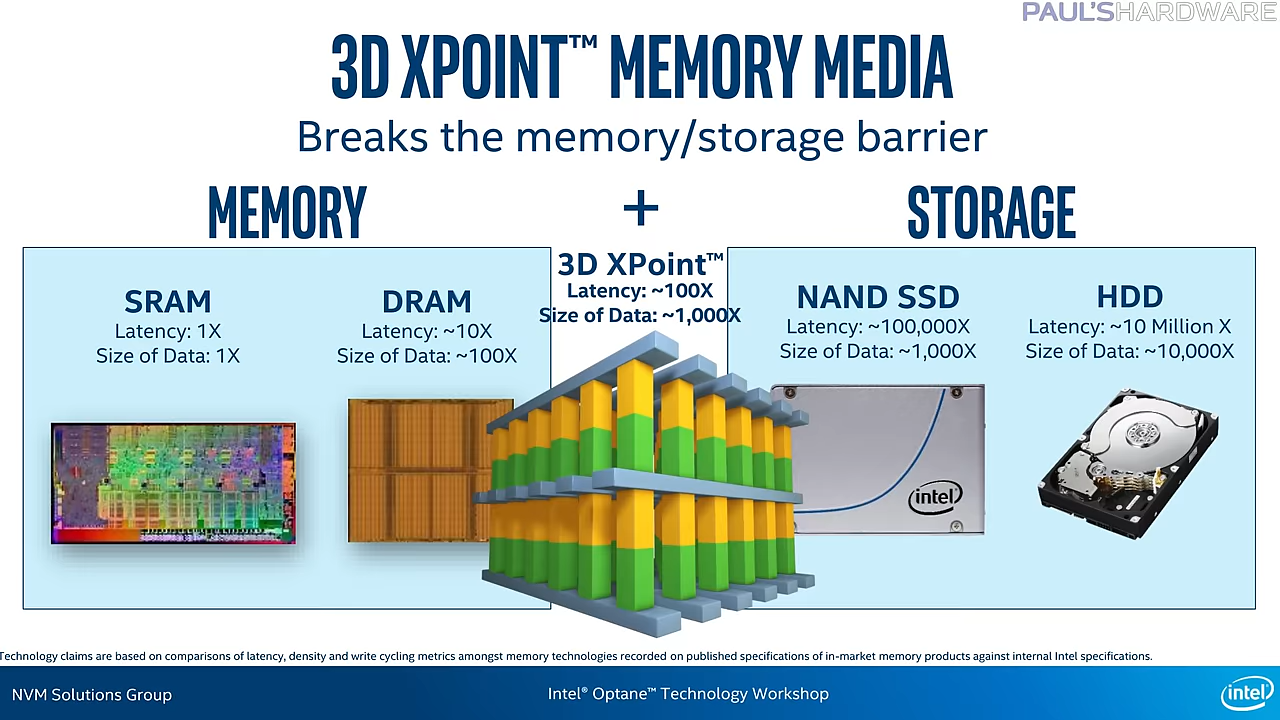 PAUL'SHARDWARE
3D XPOINT™ MEMORY MEDIA
Breaks the memory/storage barrier
MEMORY
+
STORAGE
SRAM
Latency: 1X
Size of Data: 1X
DRAM
Latency: ~10X
Size of Data: ~100X
3D XPoint™
Latency: ~100X
Size of Data: ~1,000X
NAND SSD
Latency: ~100,000X
Size of Data: ~1,000X
HDD
Latency: ~10 Million X
Size of Data: ~10,000X
intel
Technology claims are based on comparisons of latency, density and write cycling metrics amongst memory technologies recorded on published specifications of in-market memory products against internal Intel specifications.
NVM Solutions Group
Intel® Optane™ Technology Workshop
intel